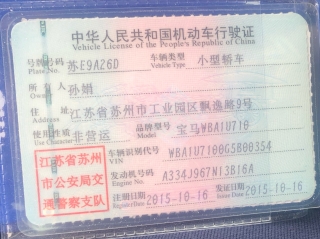 中华人民共和国机动车行驶证
Vehicle License of the People's Republic of China
号牌号码 苏E9A26D 车辆类型 小型轿车
Plate No. Vehicle Type
所有人 孙娟
Owner
住址 江苏省苏州市工业园区飘逸路9号
Address
使用性质 非营运 品牌型号 宝马WBA1U710
Use Character Model
江苏省苏州
市公安局交
通警察支队
车辆识别代号 WBA1U7100G5B00354
VIN
发动机号码 A334J967N13B16A
Engine No.
注册日期 2015-10-16 发证日期 2015-10-16
Register Date Issue Date